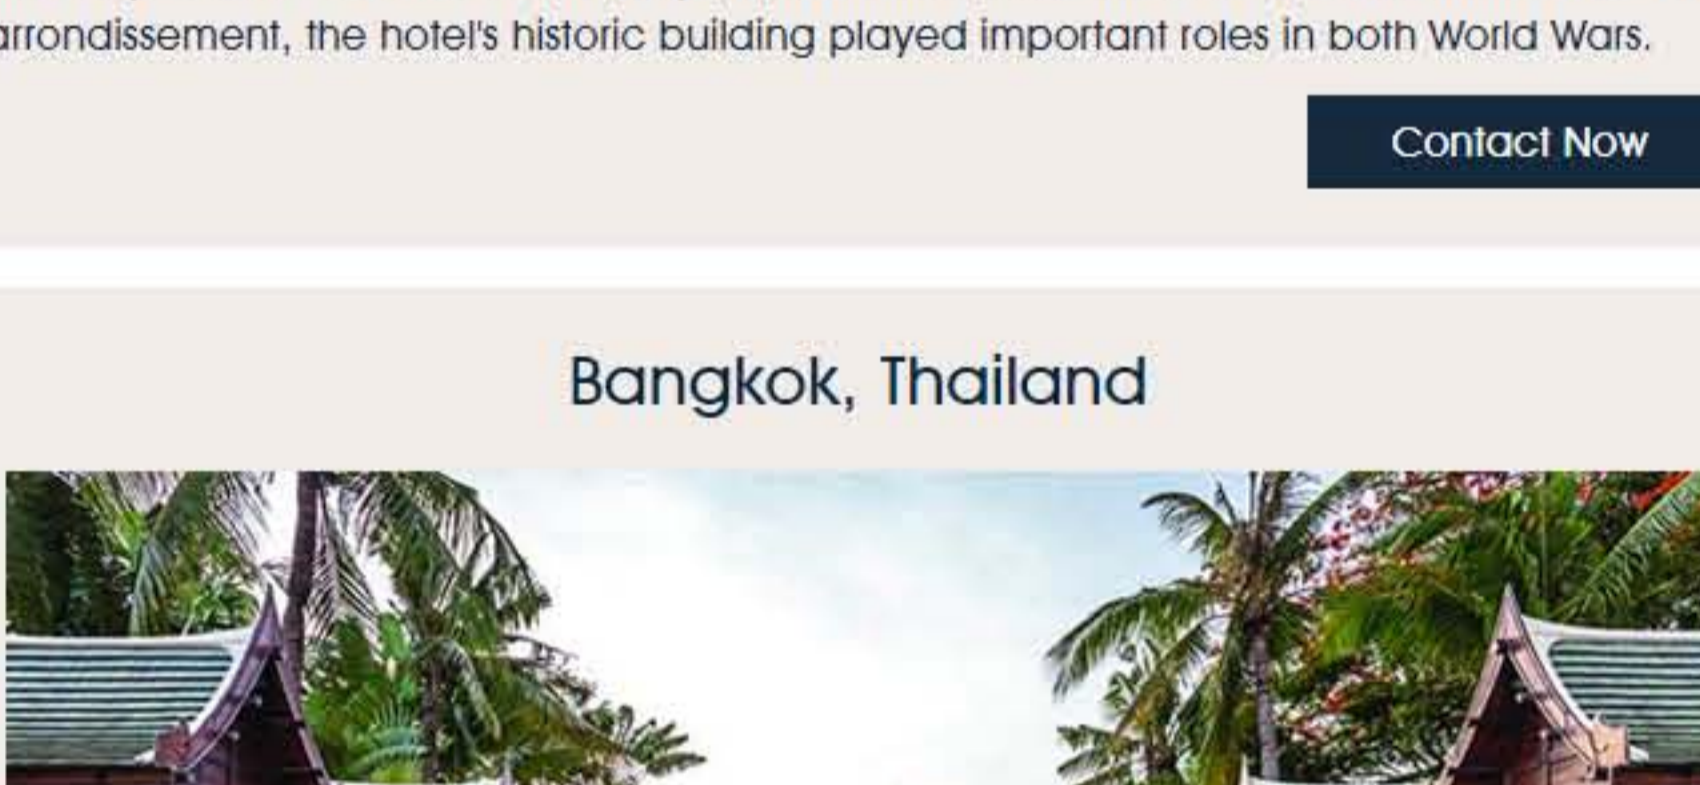 arrondissement, the hotel's historic building played important roles in both World Wars.
Contact Now
Bangkok, Thailand